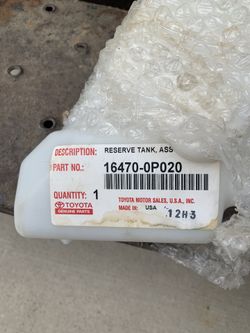 DESCRIPTION: RESERVE TANK, ASS
PART NO.: 16470-0P020
QUANTITY: 1
TOYOTA MOTOR SALES, U.S.A., INC.
TOYOTA
GENUINE PARTS
MADE IN: USA
12H3